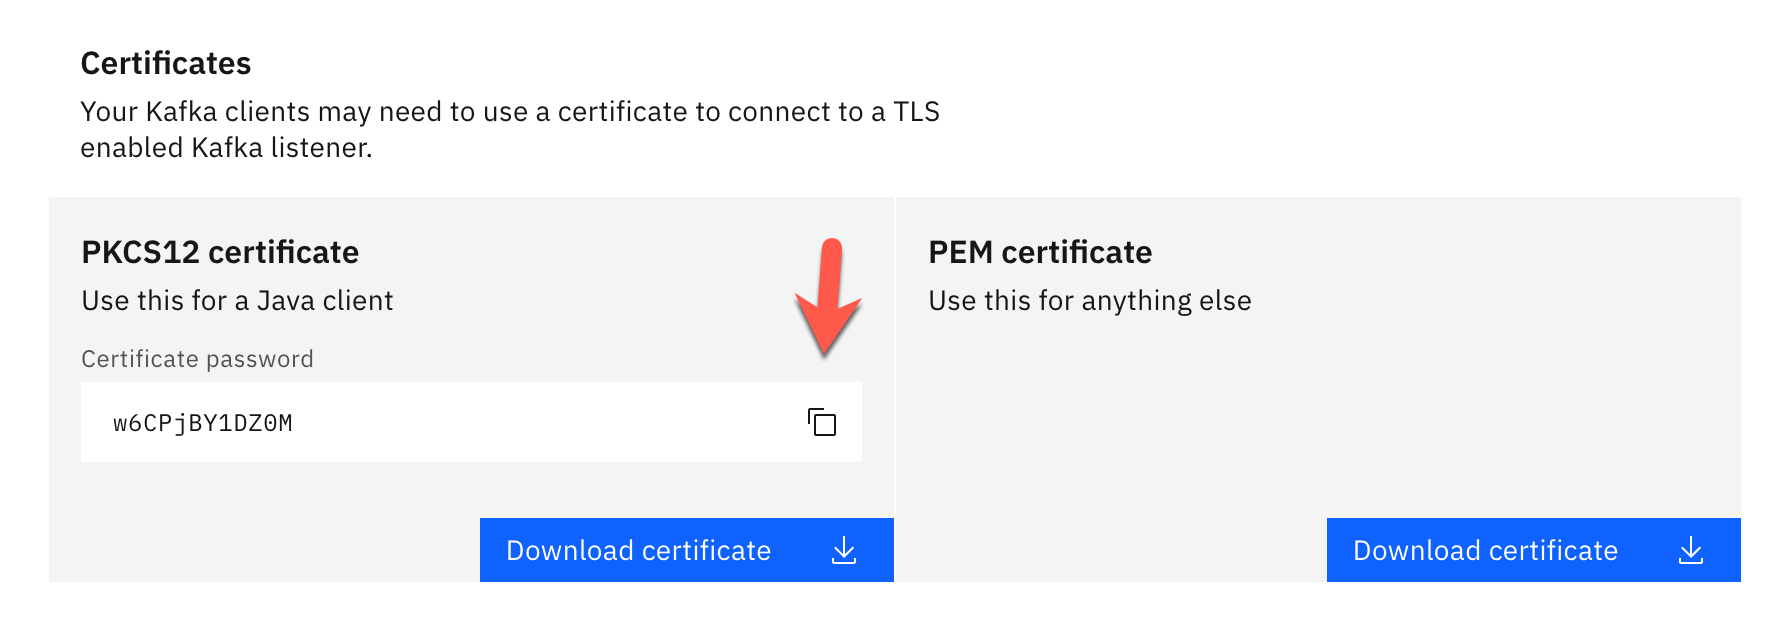 Certificates
Your Kafka clients may need to use a certificate to connect to a TLS
enabled Kafka listener.
PKCS12 certificate
Use this for a Java client
Certificate password
w6CPjBY1DZ0M
Download certificate
PEM certificate
Use this for anything else
Download certificate